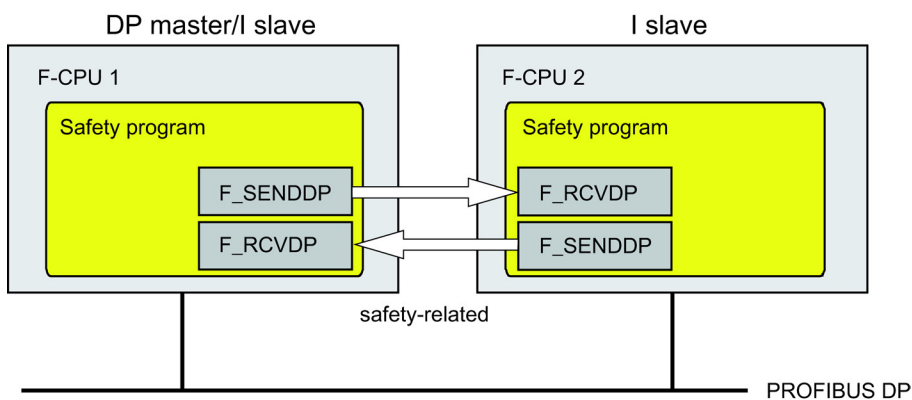 DP master/I slave
I slave
F-CPU 1
F-CPU 2
Safety program
Safety program
F_SENDDP
F_RCVDP
F_RCVDP
F_SENDDP
safety-related
PROFIBUS DP